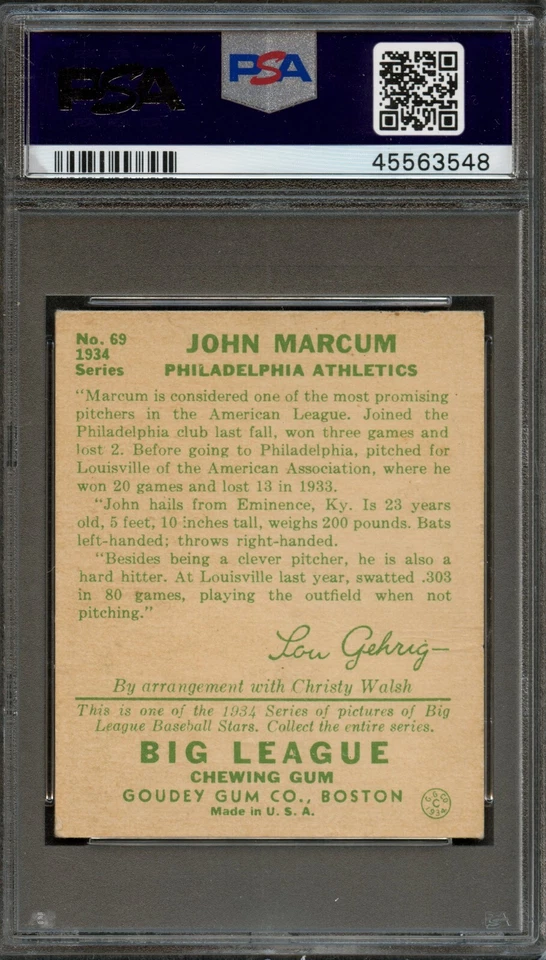 PSA
PSA
45563548
No. 69
1934
Series
JOHN MARCUM
PHILADELPHIA ATHLETICS
"Marcum is considered one of the most promising
pitchers in the American League. Joined the
Philadelphia club last fall, won three games and
lost 2. Before going to Philadelphia, pitched for
Louisville of the American Association, where he
won 20 games and lost 13 in 1933.
"John hails from Eminence, Ky. Is 23 years
old, 5 feet, 10 inches tall, weighs 200 pounds. Bats
left-handed; throws right-handed.
"Besides being a clever pitcher, he is also a
hard hitter. At Louisville last year, swatted .303
in 80 games, playing the outfield when not
pitching."
Lou Gehrig
By arrangement with Christy Walsh
This is one of the 1934 Series of pictures of Big
League Baseball Stars. Collect the entire series.
BIG LEAGUE
CHEWING GUM
GOUDEY GUM CO., BOSTON
Made in U. S. A.
G. G. CO.
C
1934
PSA